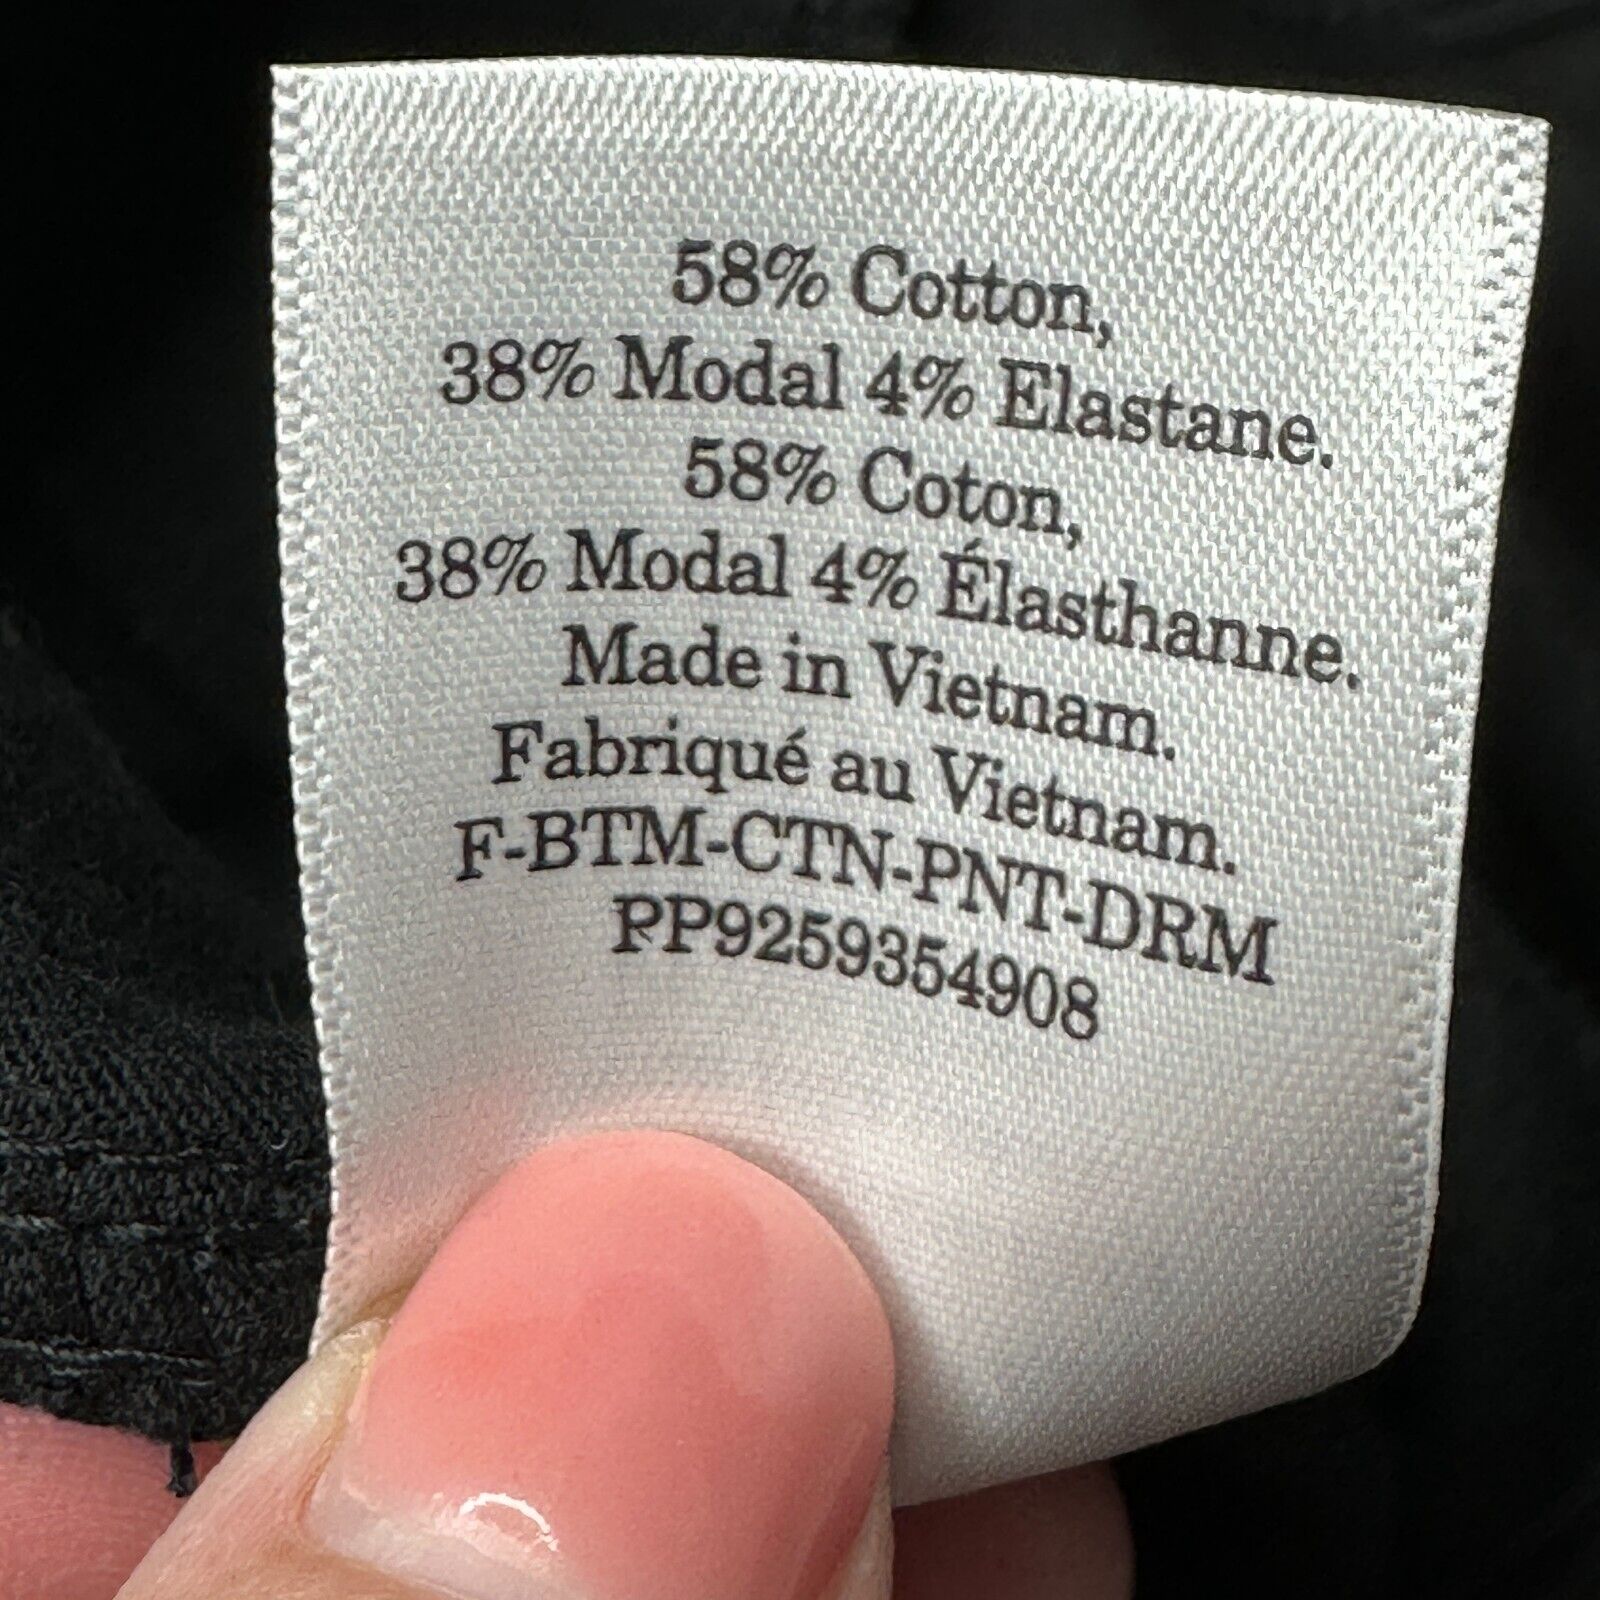 58% Cotton,
38% Modal 4% Elastane.
58% Coton,
38% Modal 4% Élasthanne.
Made in Vietnam.
Fabriqué au Vietnam.
F-BTM-CTN-PNT-DRM
PP9259354908